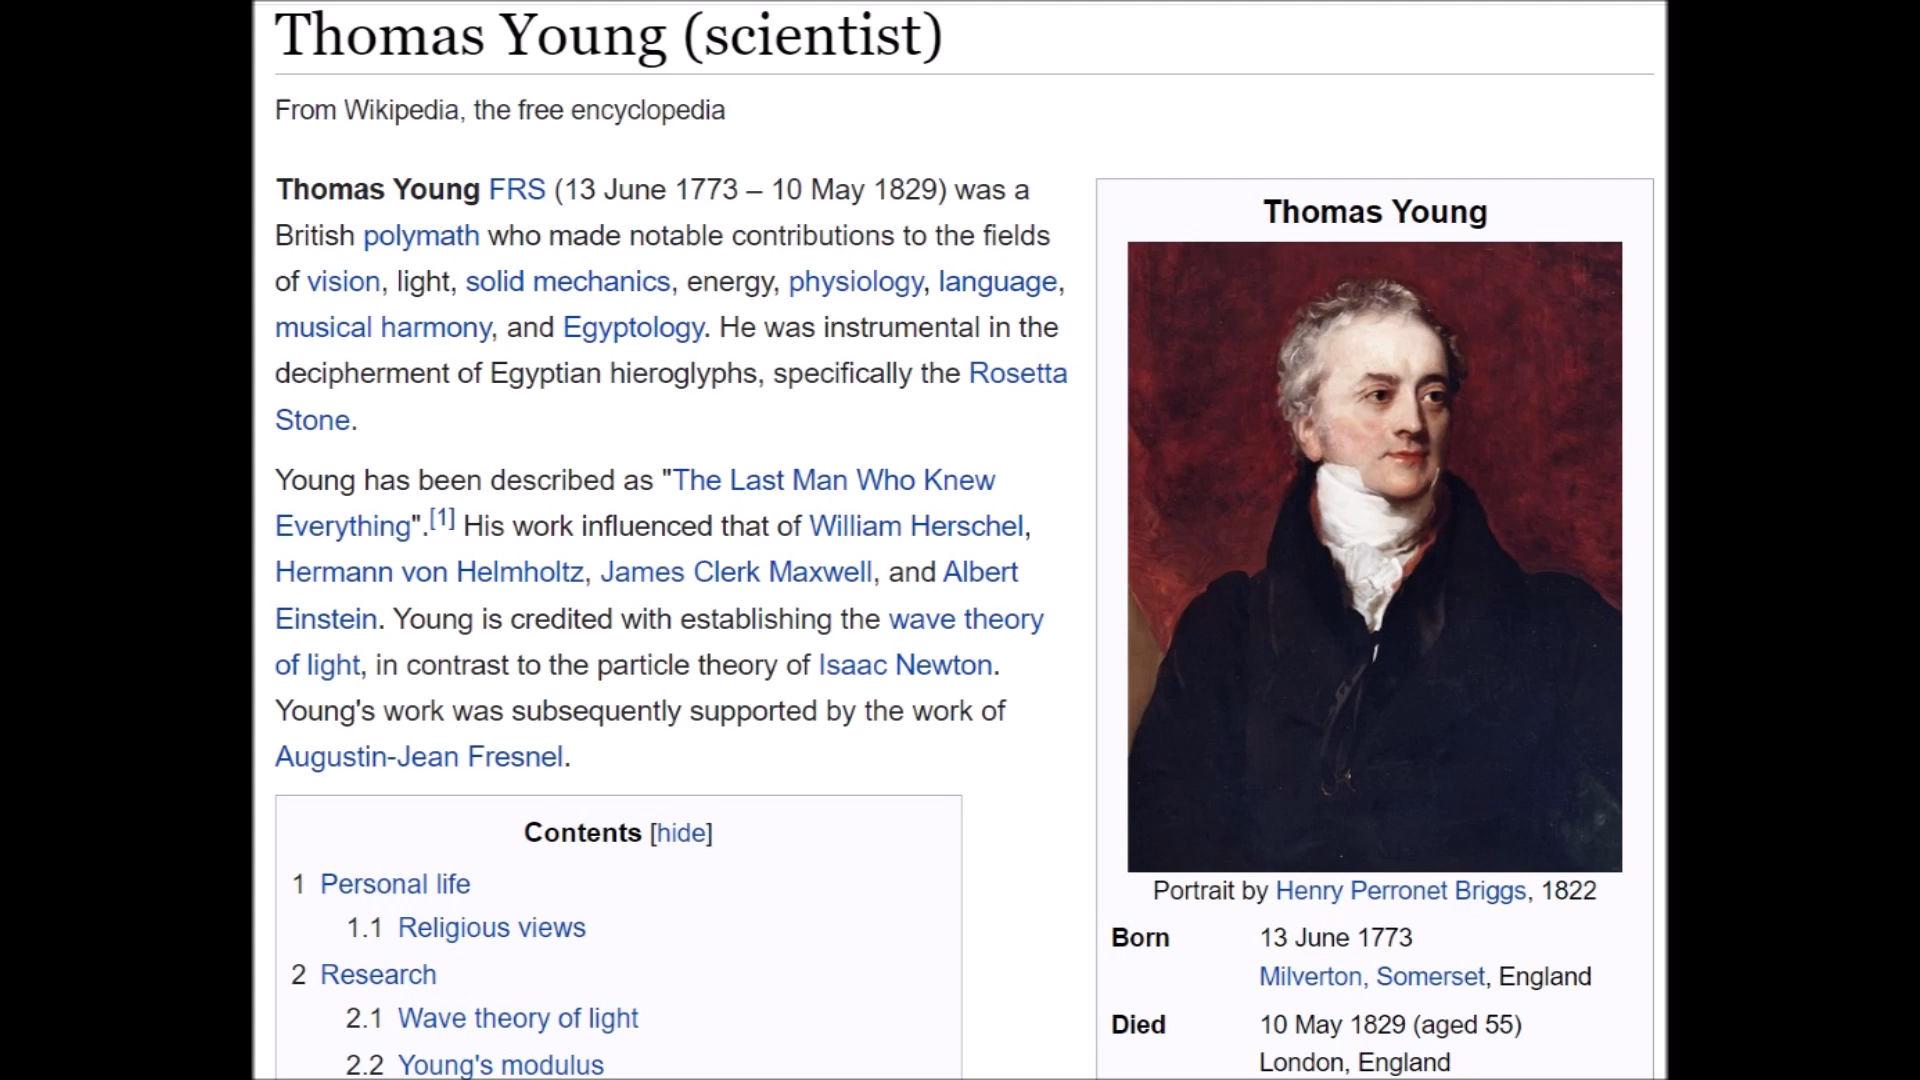 Thomas Young (scientist)
From Wikipedia, the free encyclopedia
Thomas Young FRS (13 June 1773 – 10 May 1829) was a
British polymath who made notable contributions to the fields
of vision, light, solid mechanics, energy, physiology, language,
musical harmony, and Egyptology. He was instrumental in the
decipherment of Egyptian hieroglyphs, specifically the Rosetta
Stone.
Young has been described as "The Last Man Who Knew
Everything".[1] His work influenced that of William Herschel,
Hermann von Helmholtz, James Clerk Maxwell, and Albert
Einstein. Young is credited with establishing the wave theory
of light, in contrast to the particle theory of Isaac Newton.
Young's work was subsequently supported by the work of
Augustin-Jean Fresnel.
Contents [hide]
1 Personal life
1.1 Religious views
2 Research
2.1 Wave theory of light
2.2 Young's modulus
Thomas Young
Portrait by Henry Perronet Briggs, 1822
Born 13 June 1773
Milverton, Somerset, England
Died 10 May 1829 (aged 55)
London, England